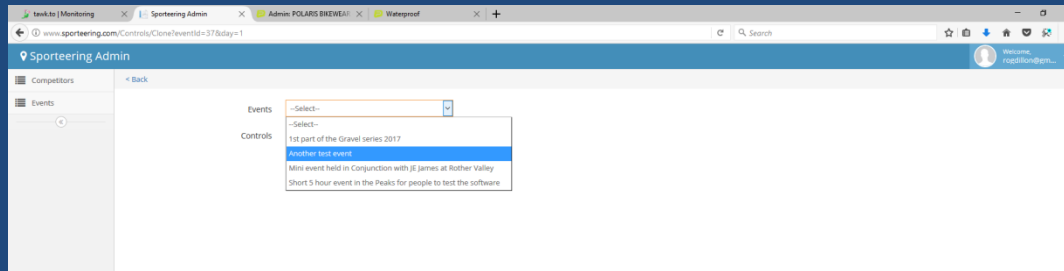 tawk.to | Monitoring
Sporteering Admin
Admin: POLARIS BIKEWEAR
Waterproof
www.sporteering.com/Controls/Clone?eventId=37&day=1
Search
Sporteering Admin
Welcome,
rogdillon@gm...
Competitors
< Back
Events
Events
--Select--
--Select--
Controls
1st part of the Gravel series 2017
Another test event
Mini event held in Conjunction with JE James at Rother Valley
Short 5 hour event in the Peaks for people to test the software